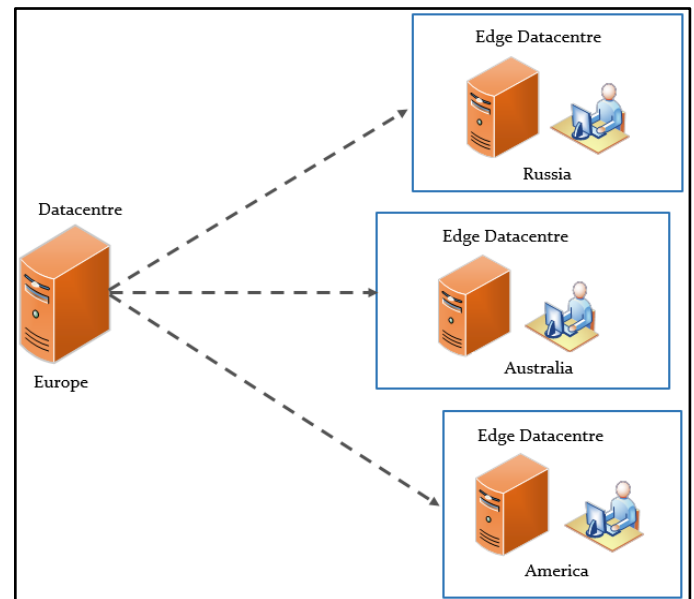 Edge Datacentre
Russia
Datacentre
Europe
Edge Datacentre
Australia
Edge Datacentre
America